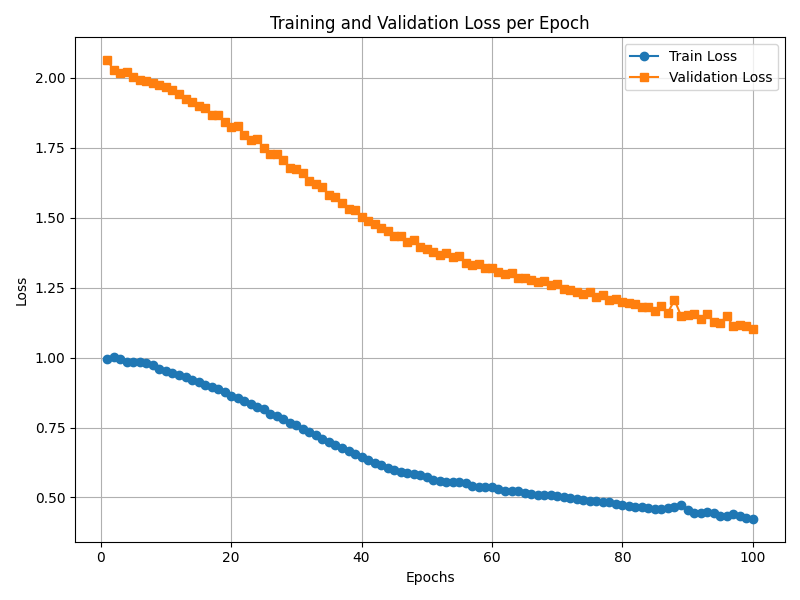 Training and Validation Loss per Epoch
Train Loss
Validation Loss
2.00
1.75
1.50
1.25
1.00
0.75
0.50
Loss
0 20 40 60 80 100
Epochs